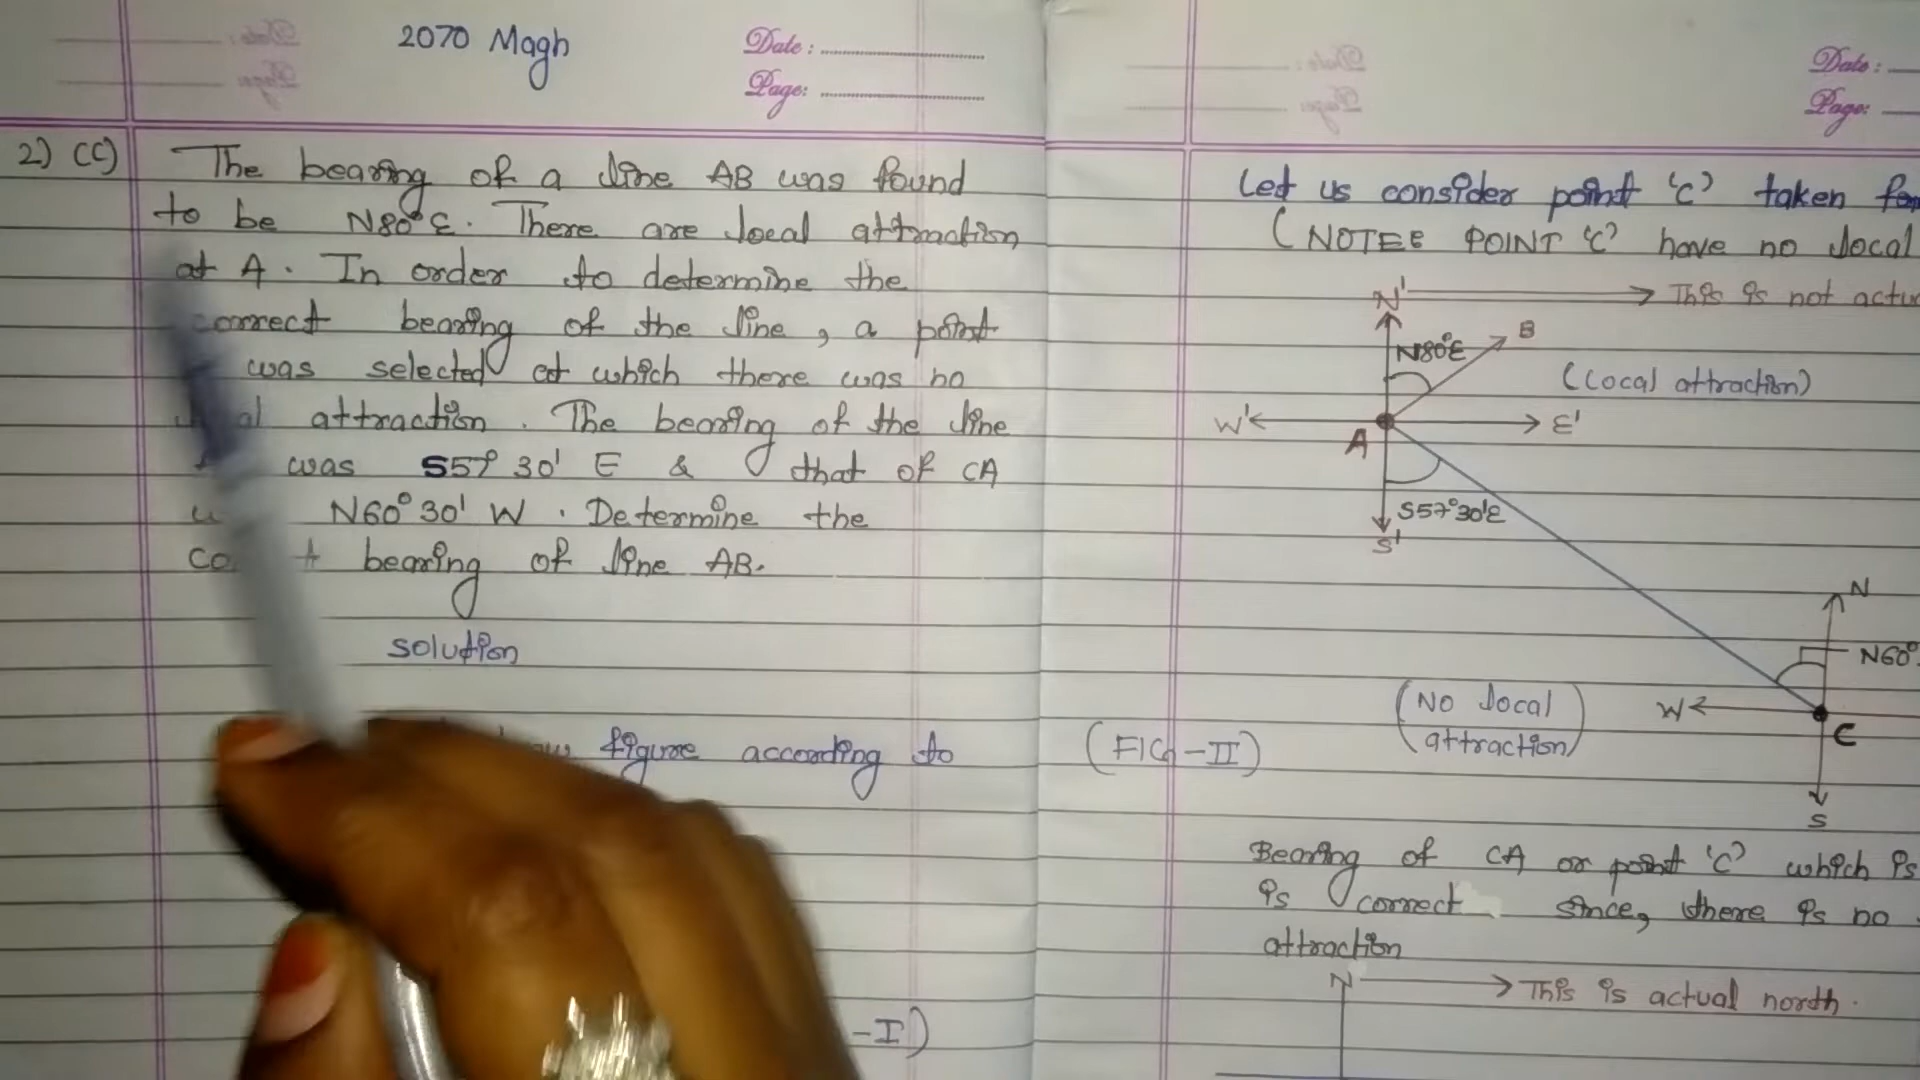 2070 Magh
Date :
Page:
2) (C) The bearing of a line AB was found
to be N80°E. There are local attraction
at A. In order to determine the
correct bearing of the line, a point
was selected at which there was no
attraction. The bearing of the line
was S57° 30' E & that of CA
N60° 30' W. Determine the
bearing of line AB.
solution
figure according to
-I)
Date:
Page:
Let us consider point 'C' taken
(NOTE POINT 'C' have no local
N' → This is not
N80°E
B
(Local attraction)
W'
E'
A
S57°30'E
S'
N
N60°
(No local
attraction)
W
C
(FIG-II)
S
Bearing of CA or point 'C' which is
is correct since, there is no
attraction
N → This is actual north.